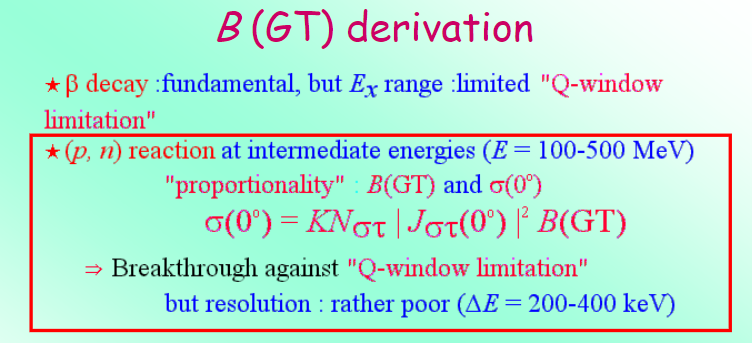 B (GT) derivation
★ β decay :fundamental, but Eₓ range :limited "Q-window
limitation"
★ (p, n) reaction at intermediate energies (E = 100-500 MeV)
"proportionality" : B(GT) and σ(0°)
σ(0°) = KNστ | Jστ(0°) |² B(GT)
⇒ Breakthrough against "Q-window limitation"
but resolution : rather poor (ΔE = 200-400 keV)